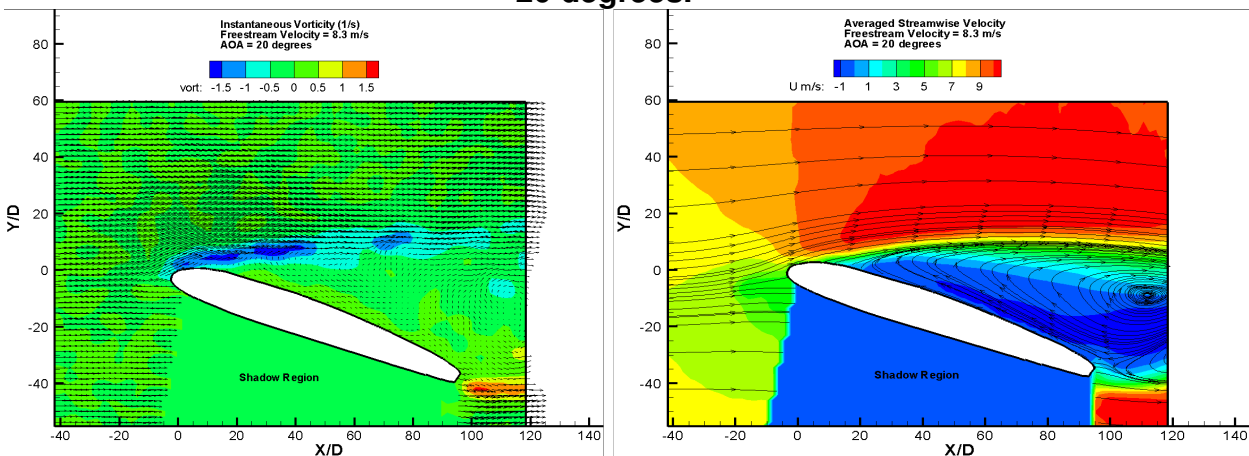 20 degrees.
Instantaneous Vorticity (1/s)
Freestream Velocity = 8.3 m/s
AOA = 20 degrees
vort: -1.5 -1 -0.5 0 0.5 1 1.5
Y/D
80
60
40
20
0
-20
-40
Shadow Region
-40 -20 0 20 40 60 80 100 120 140
X/D
Averaged Streamwise Velocity
Freestream Velocity = 8.3 m/s
AOA = 20 degrees
U m/s: -1 1 3 5 7 9
Y/D
80
60
40
20
0
-20
-40
Shadow Region
-40 -20 0 20 40 60 80 100 120 140
X/D